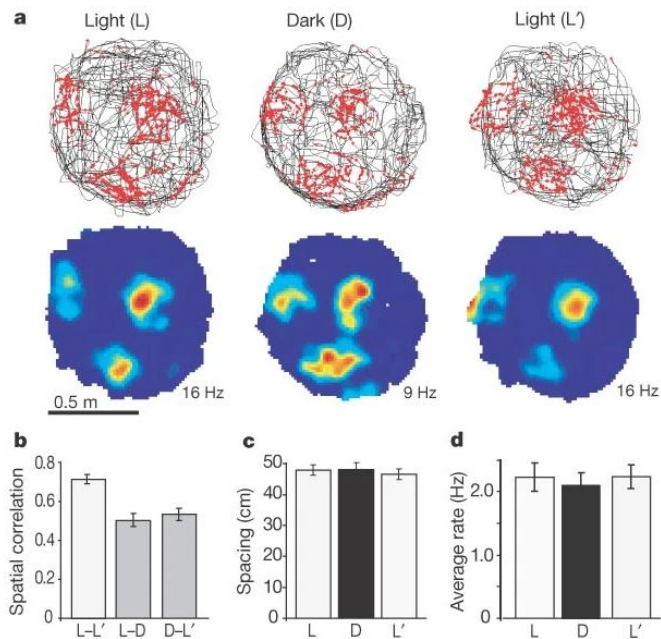 a
Light (L) Dark (D) Light (L′)
16 Hz 9 Hz 16 Hz
0.5 m
b
Spatial correlation
0.8
0.6
0.4
0.2
0
L–L′ L–D D–L′
c
Spacing (cm)
50
40
30
20
10
0
L D L′
d
Average rate (Hz)
2.0
1.0
0
L D L′